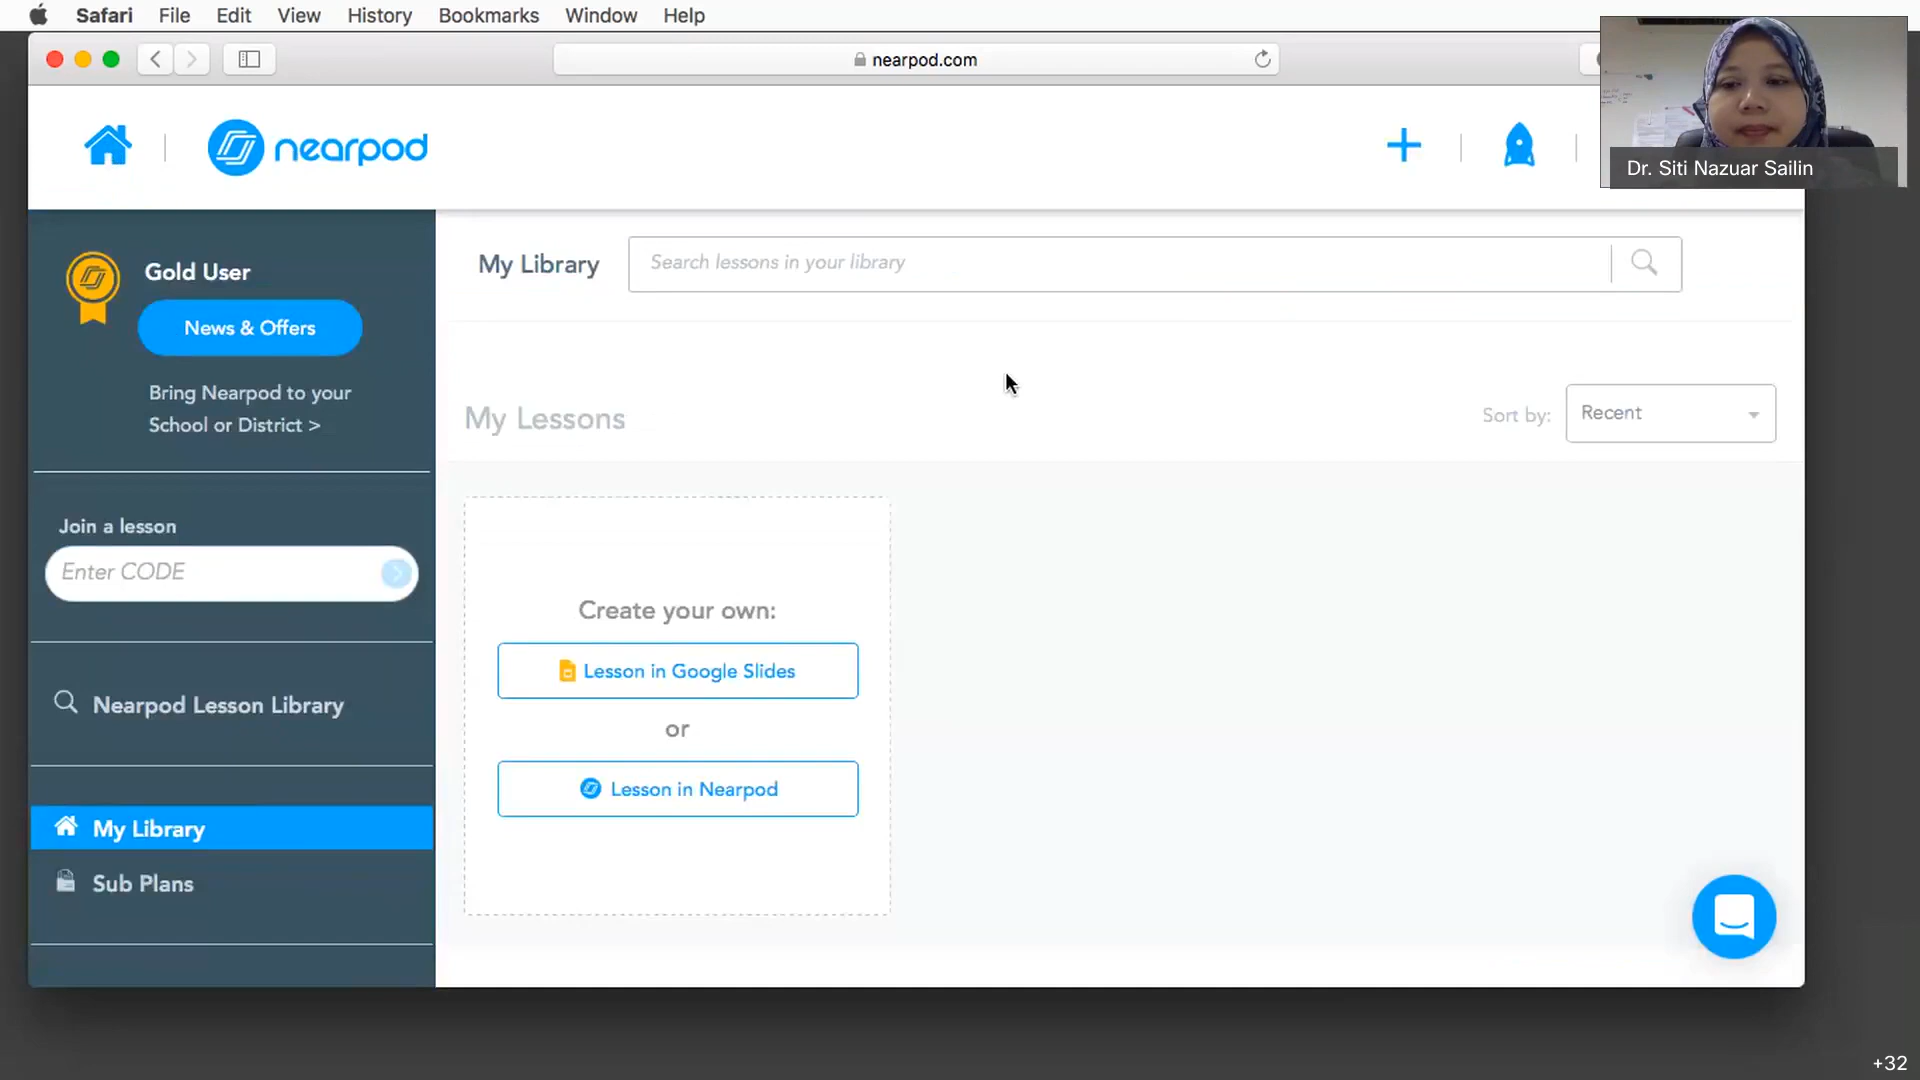 Safari File Edit View History Bookmarks Window Help
nearpod.com
nearpod
Dr. Siti Nazuar Sailin
Gold User
News & Offers
Bring Nearpod to your
School or District >
Join a lesson
Enter CODE
Nearpod Lesson Library
My Library
Sub Plans
My Library
Search lessons in your library
My Lessons
Sort by:
Recent
Create your own:
Lesson in Google Slides
or
Lesson in Nearpod
+32